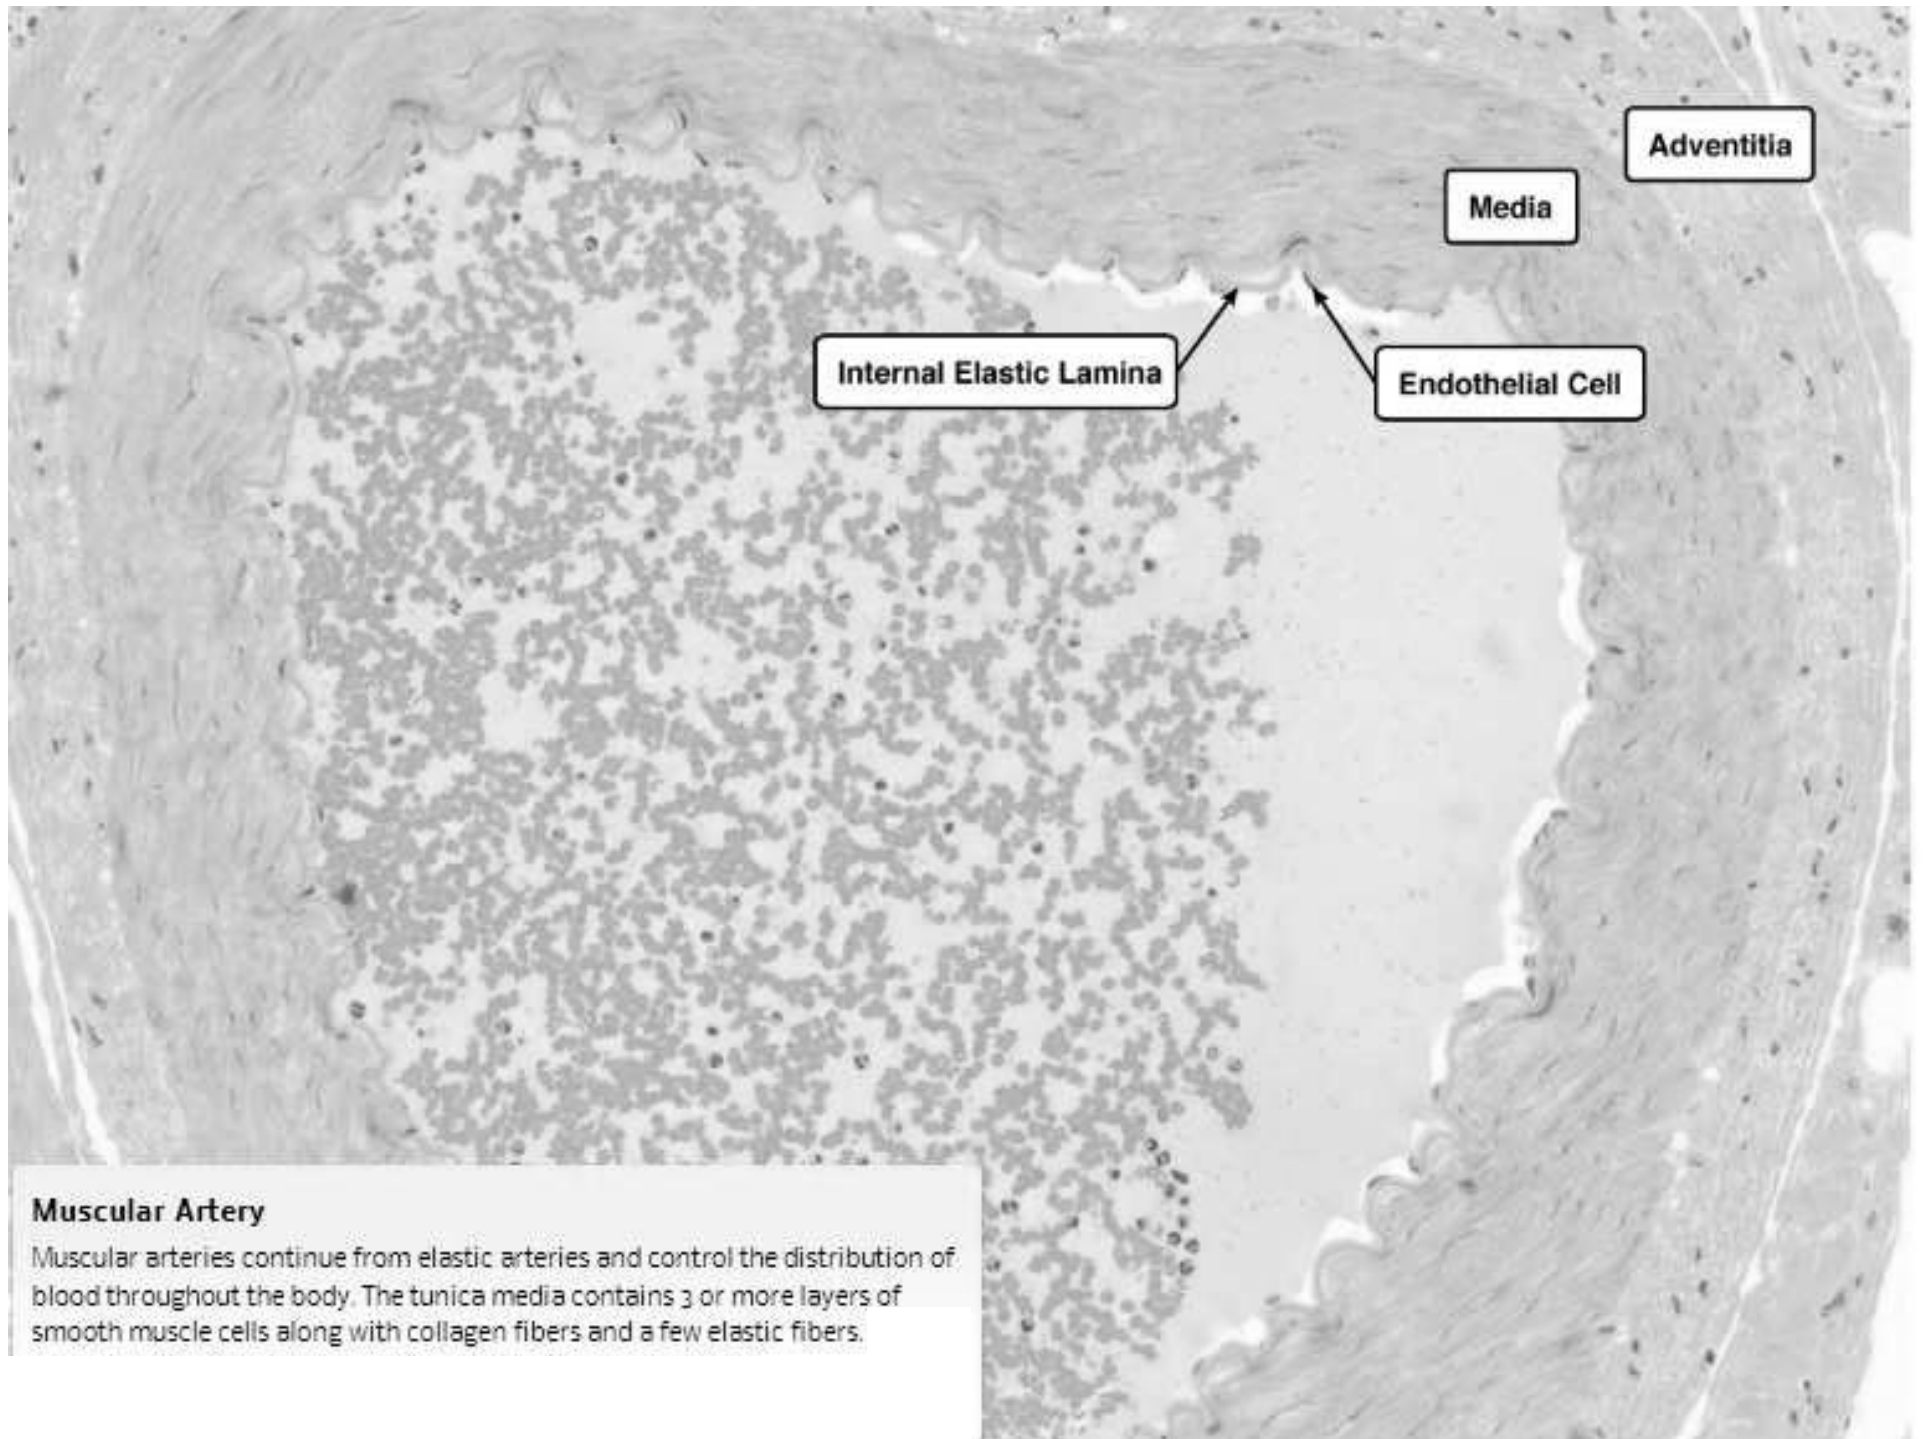 Adventitia
Media
Internal Elastic Lamina
Endothelial Cell
Muscular Artery
Muscular arteries continue from elastic arteries and control the distribution of
blood throughout the body. The tunica media contains 3 or more layers of
smooth muscle cells along with collagen fibers and a few elastic fibers.